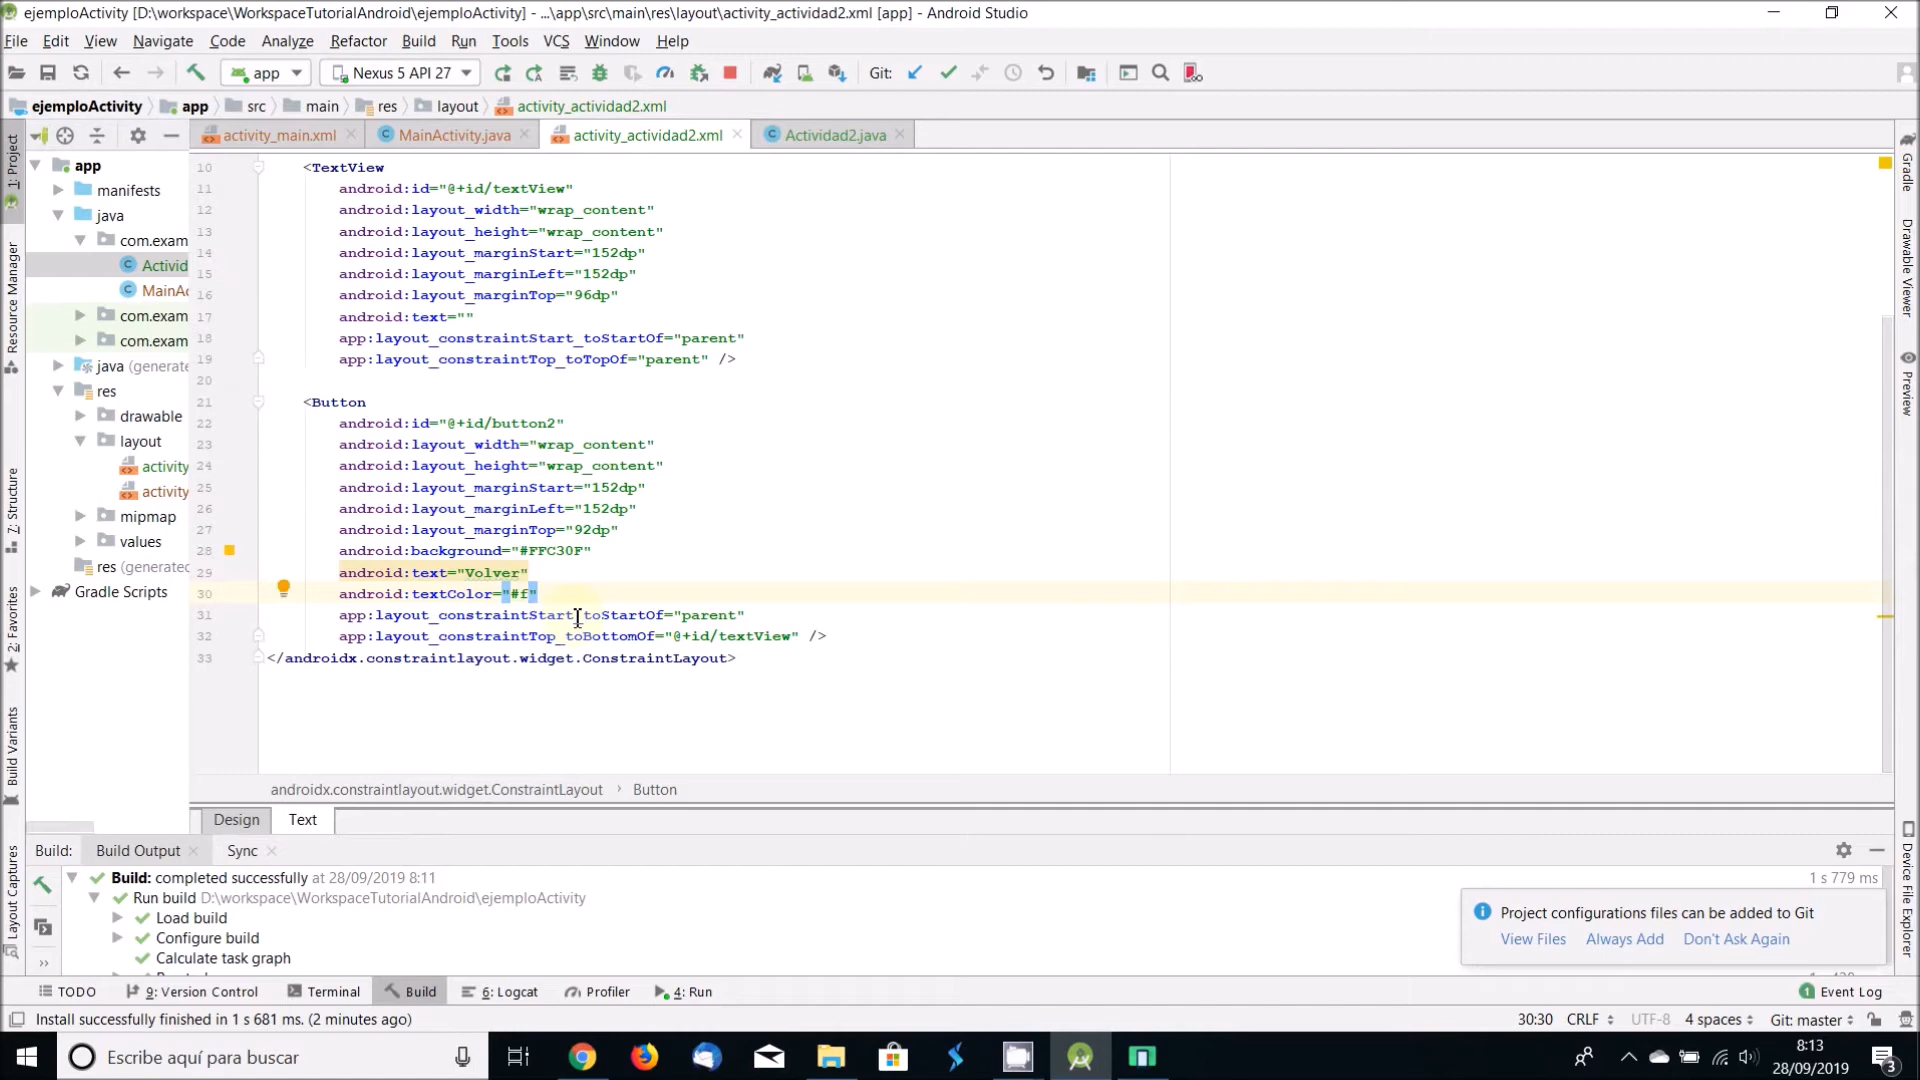 ejemploActivity [D:\workspace\WorkspaceTutorialAndroid\ejemploActivity] - ...\app\src\main\res\layout\activity_actividad2.xml [app] - Android Studio
File Edit View Navigate Code Analyze Refactor Build Run Tools VCS Window Help
app Nexus 5 API 27 Git:
ejemploActivity app src main res layout activity_actividad2.xml
activity_main.xml MainActivity.java activity_actividad2.xml Actividad2.java
1: Project
Resource Manager
7: Structure
2: Favorites
Build Variants
Layout Captures
app
manifests
java
com.exam
Activid
MainAc
com.exam
com.exam
java (generate
res
drawable
layout
activity
activity
mipmap
values
res (generated
Gradle Scripts
10 <TextView
11 android:id="@+id/textView"
12 android:layout_width="wrap_content"
13 android:layout_height="wrap_content"
14 android:layout_marginStart="152dp"
15 android:layout_marginLeft="152dp"
16 android:layout_marginTop="96dp"
17 android:text=""
18 app:layout_constraintStart_toStartOf="parent"
19 app:layout_constraintTop_toTopOf="parent" />
20
21 <Button
22 android:id="@+id/button2"
23 android:layout_width="wrap_content"
24 android:layout_height="wrap_content"
25 android:layout_marginStart="152dp"
26 android:layout_marginLeft="152dp"
27 android:layout_marginTop="92dp"
28 android:background="#FFC30F"
29 android:text="Volver"
30 android:textColor="#f"
31 app:layout_constraintStart_toStartOf="parent"
32 app:layout_constraintTop_toBottomOf="@+id/textView" />
33 </androidx.constraintlayout.widget.ConstraintLayout>
androidx.constraintlayout.widget.ConstraintLayout › Button
Design Text
Gradle
Drawable Viewer
Preview
Device File Explorer
Build: Build Output Sync
Build: completed successfully at 28/09/2019 8:11 1 s 779 ms
Run build D:\workspace\WorkspaceTutorialAndroid\ejemploActivity
Load build
Configure build
Calculate task graph
Project configurations files can be added to Git
View Files Always Add Don't Ask Again
TODO 9: Version Control Terminal Build 6: Logcat Profiler 4: Run 1 Event Log
Install successfully finished in 1 s 681 ms. (2 minutes ago) 30:30 CRLF UTF-8 4 spaces Git: master
Escribe aquí para buscar
8:13
28/09/2019
3